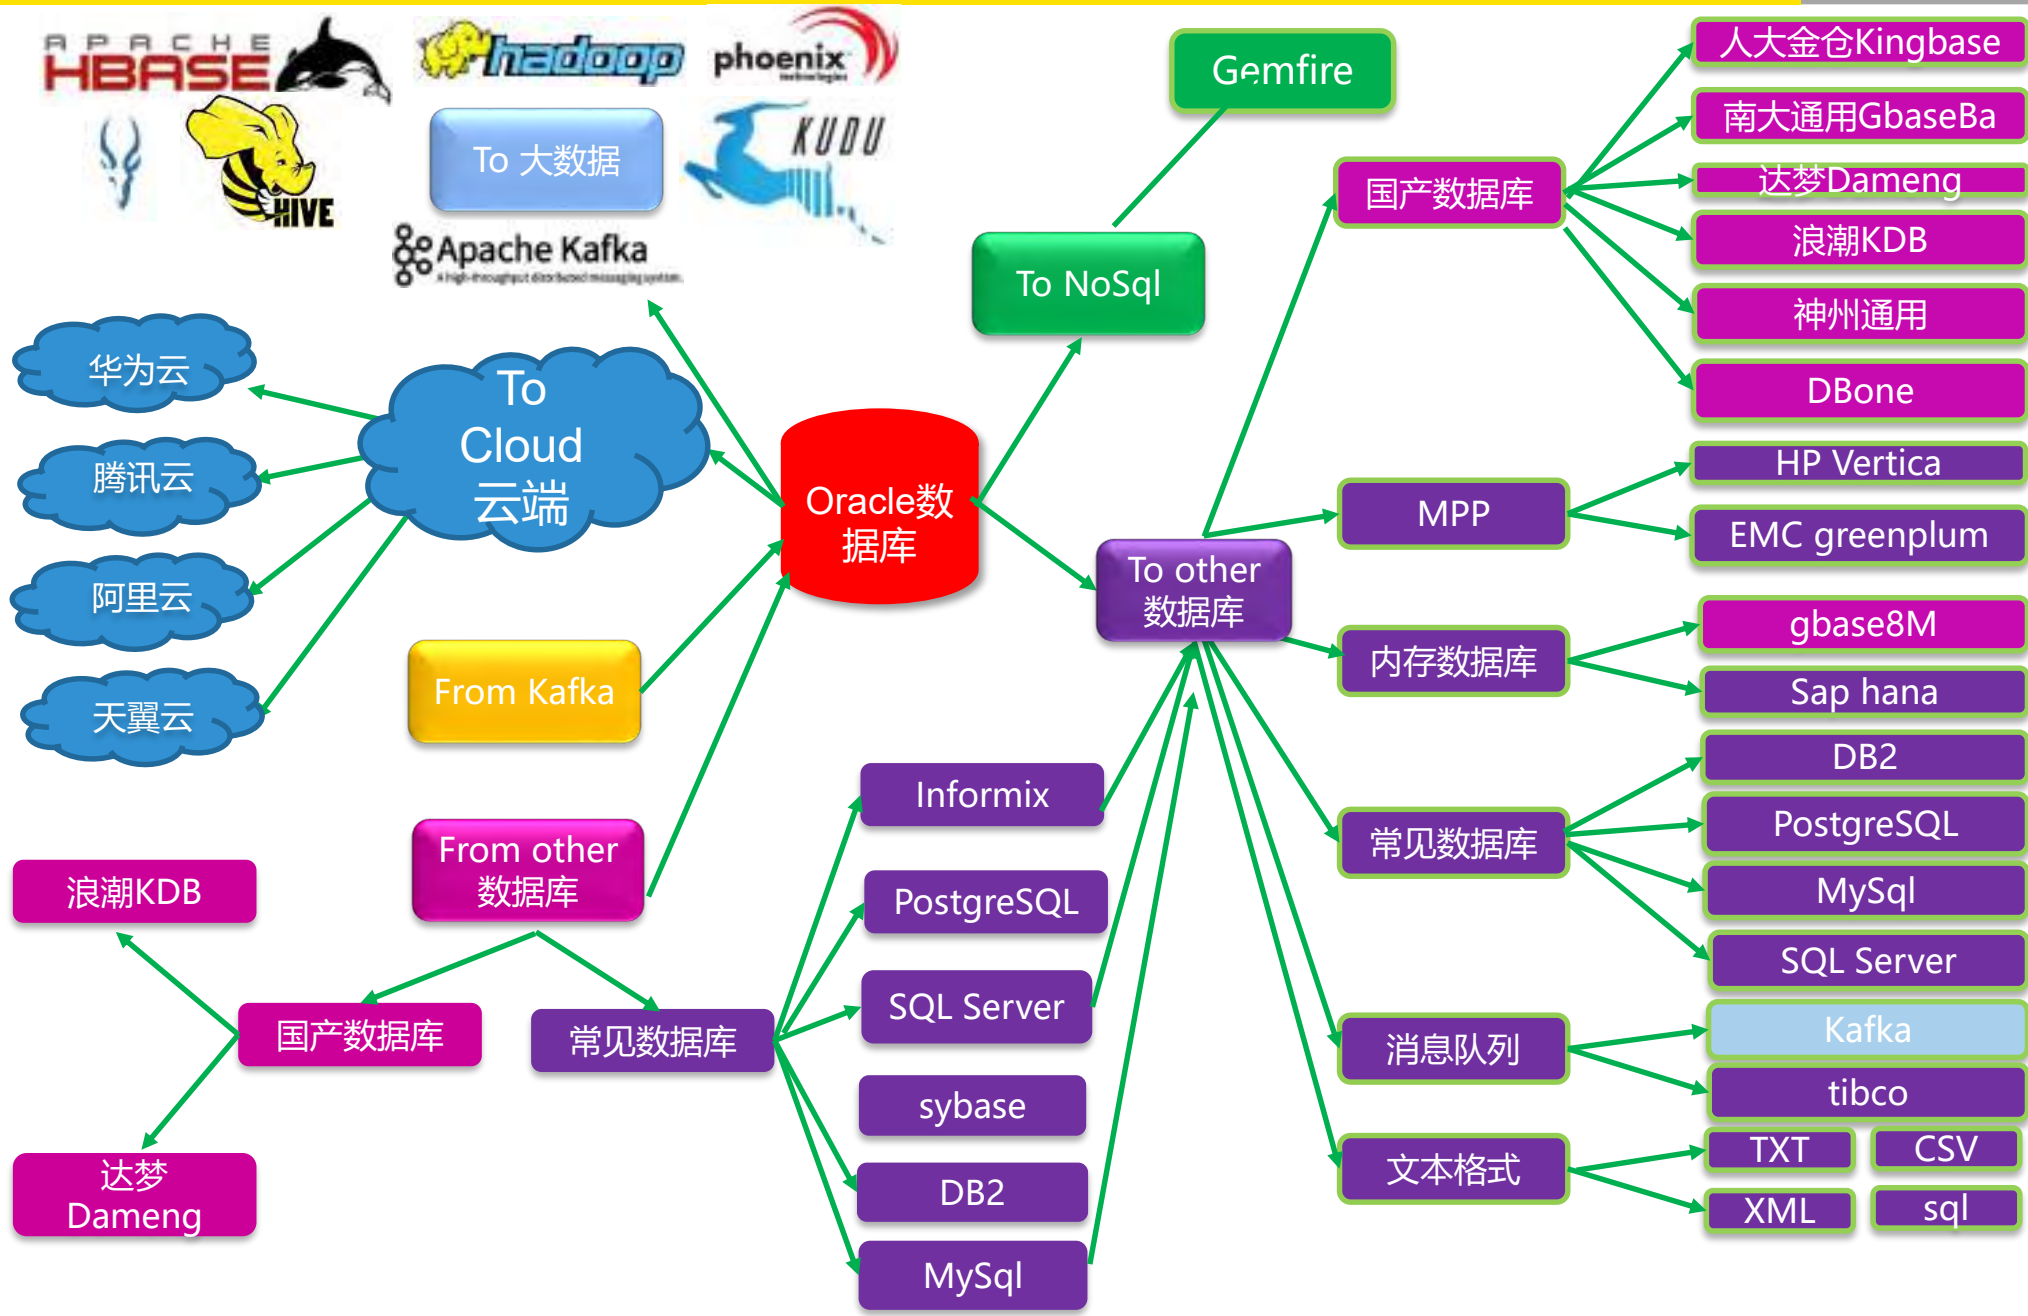 APACHE
HBASE
hadoop
phoenix
technologies
To 大数据
KUDU
HIVE
Apache Kafka
A high-throughput distributed messaging system.
Gemfire
To NoSql
华为云
腾讯云
阿里云
天翼云
To
Cloud
云端
Oracle数
据库
From Kafka
From other
数据库
浪潮KDB
国产数据库
达梦
Dameng
常见数据库
Informix
PostgreSQL
SQL Server
sybase
DB2
MySql
To other
数据库
国产数据库
人大金仓Kingbase
南大通用GbaseBa
达梦Dameng
浪潮KDB
神州通用
DBone
MPP
HP Vertica
EMC greenplum
内存数据库
gbase8M
Sap hana
常见数据库
DB2
PostgreSQL
MySql
SQL Server
消息队列
Kafka
tibco
文本格式
TXT
CSV
XML
sql